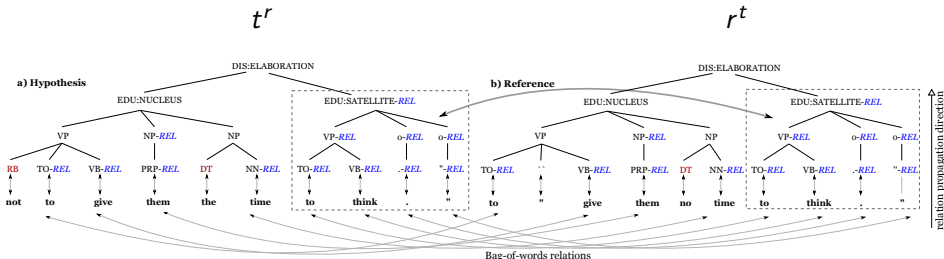 t^r r^t
DIS:ELABORATION DIS:ELABORATION
a) Hypothesis b) Reference
EDU:NUCLEUS EDU:SATELLITE-REL EDU:NUCLEUS EDU:SATELLITE-REL
VP NP-REL NP VP-REL o-REL o-REL VP NP-REL NP VP-REL o-REL o-REL
RB TO-REL VB-REL PRP-REL DT NN-REL TO-REL VB-REL .-REL "-REL TO-REL " VB-REL PRP-REL DT NN-REL TO-REL VB-REL .-REL "-REL
not to give them the time to think . " to " give them no time to think . "
Bag-of-words relations
relation propagation direction